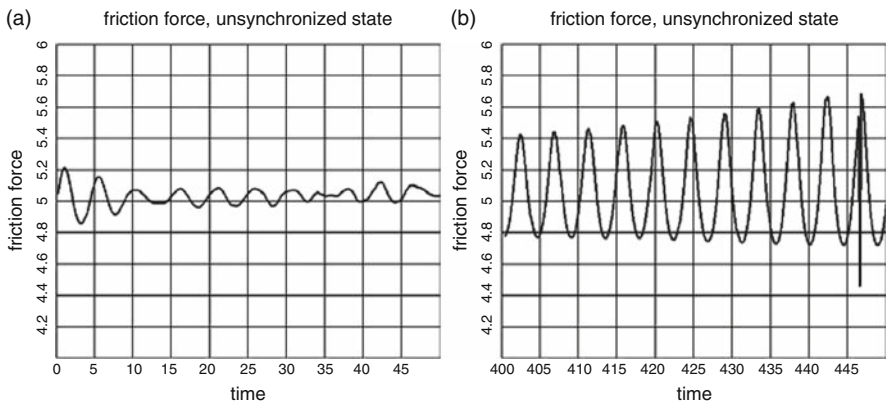 (a) friction force, unsynchronized state
friction force
6
5.8
5.6
5.4
5.2
5
4.8
4.6
4.4
4.2
0 5 10 15 20 25 30 35 40 45
time
(b) friction force, unsynchronized state
friction force
6
5.8
5.6
5.4
5.2
5
4.8
4.6
4.4
4.2
400 405 410 415 420 425 430 435 440 445
time